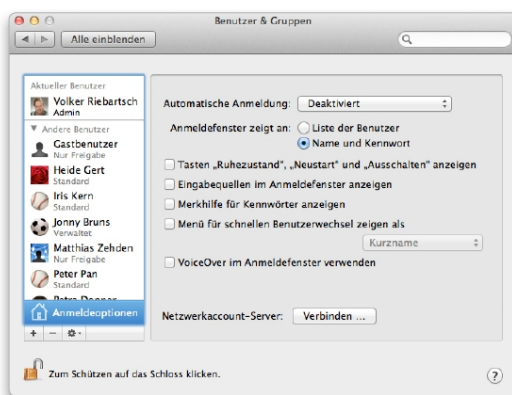 Benutzer & Gruppen
Alle einblenden
Aktueller Benutzer
Volker Riebartsch
Admin
Andere Benutzer
Gastbenutzer
Nur Freigabe
Heide Gert
Standard
Iris Kern
Standard
Jonny Bruns
Verwaltet
Matthias Zehden
Nur Freigabe
Peter Pan
Standard
Anmeldeoptionen
Automatische Anmeldung: Deaktiviert
Anmeldefenster zeigt an: Liste der Benutzer
Name und Kennwort
Tasten „Ruhezustand“, „Neustart“ und „Ausschalten“ anzeigen
Eingabequellen im Anmeldefenster anzeigen
Merkhilfe für Kennwörter anzeigen
Menü für schnellen Benutzerwechsel zeigen als
Kurzname
VoiceOver im Anmeldefenster verwenden
Netzwerkaccount-Server: Verbinden ...
Zum Schützen auf das Schloss klicken.
?